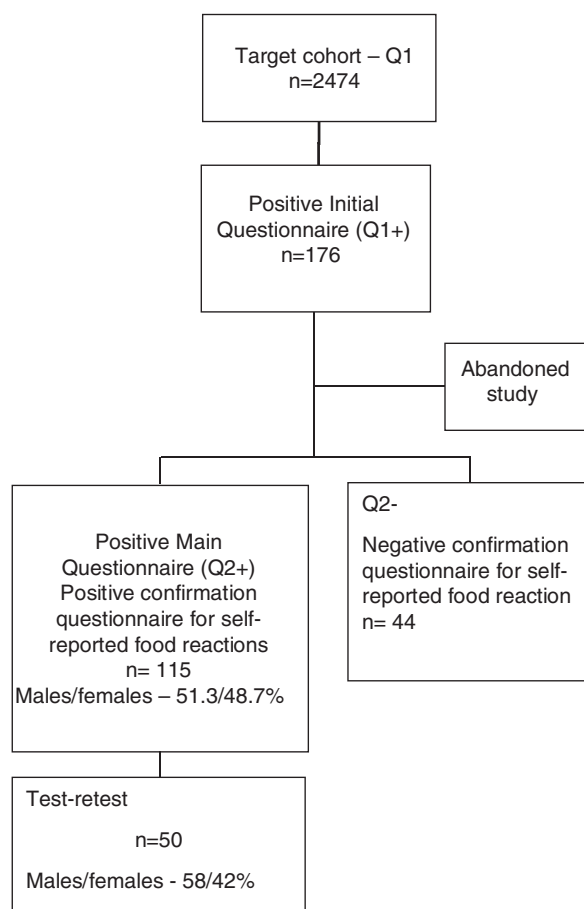 Target cohort – Q1
n=2474
Positive Initial
Questionnaire (Q1+)
n=176
Abandoned
study
Positive Main
Questionnaire (Q2+)
Positive confirmation
questionnaire for self-
reported food reactions
n= 115
Males/females – 51.3/48.7%
Q2-
Negative confirmation
questionnaire for self-
reported food reaction
n= 44
Test-retest
n=50
Males/females - 58/42%